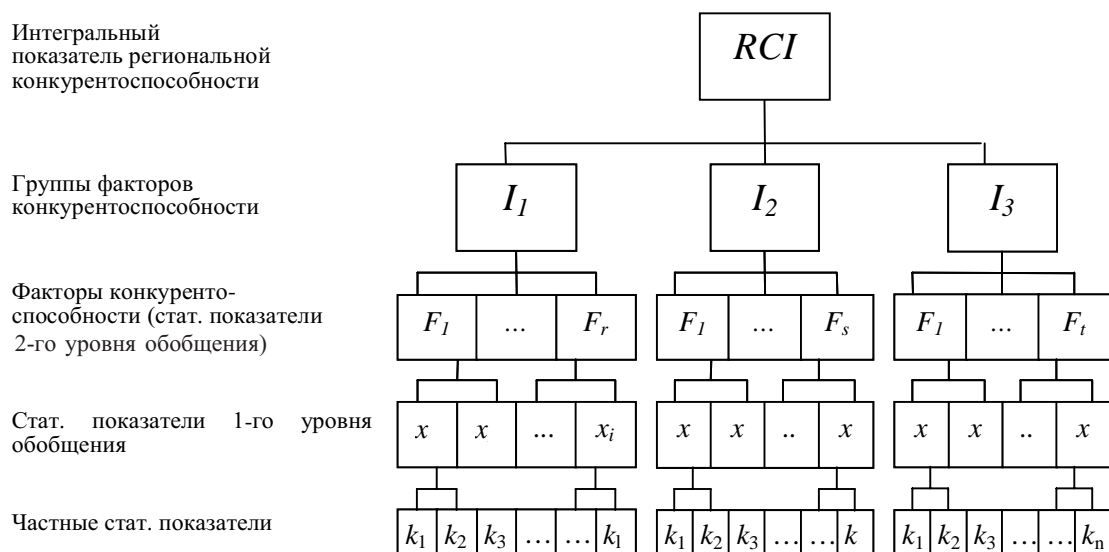 Интегральный
показатель региональной
конкурентоспособности
RCI
Группы факторов
конкурентоспособности
I1 I2 I3
Факторы конкуренто-
способности (стат. показатели
2-го уровня обобщения)
F1 ... Fr F1 ... Fs F1 ... Ft
Стат. показатели 1-го уровня
обобщения
x x ... xi x x .. x x x .. x
Частные стат. показатели
k1 k2 k3 ... ... kl k1 k2 k3 ... ... k k1 k2 k3 ... ... kn